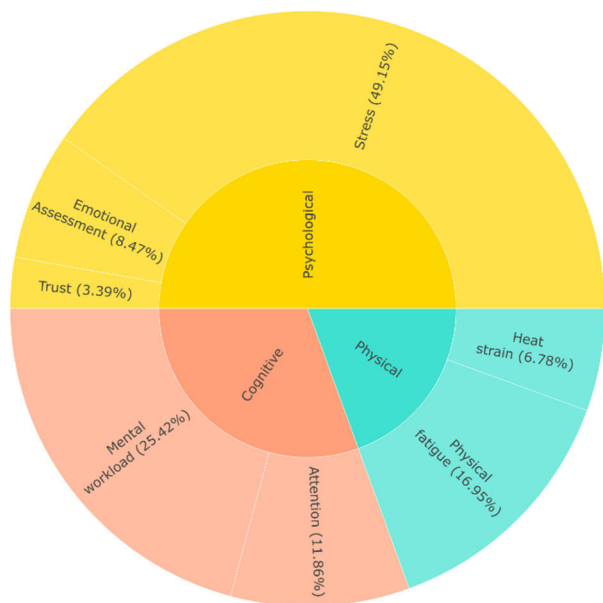 Stress (49.15%)
Emotional
Assessment (8.47%)
Trust (3.39%)
Psychological
Cognitive
Physical
Heat
strain (6.78%)
Physical
fatigue (16.95%)
Mental
workload (25.42%)
Attention (11.86%)